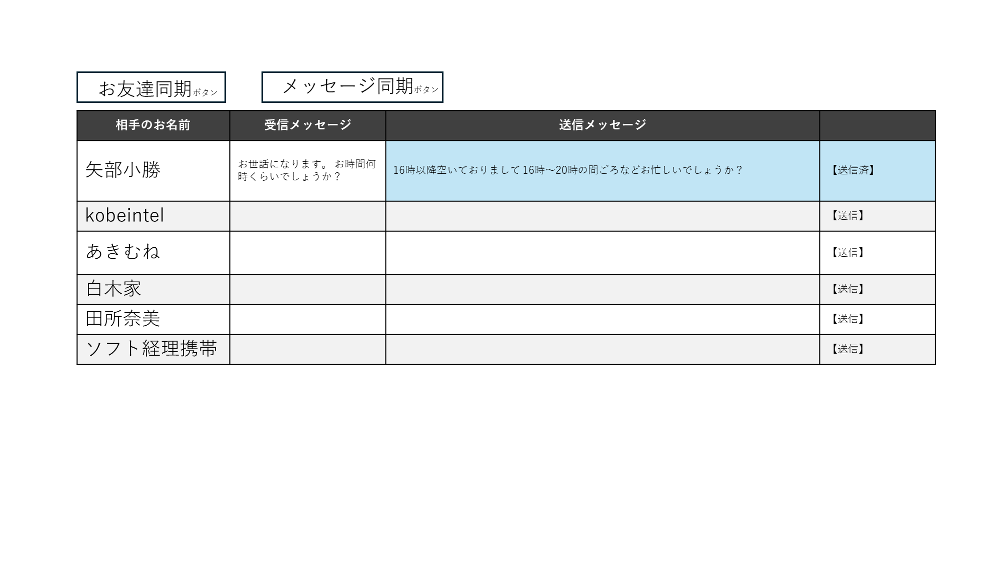 お友達同期ボタン
メッセージ同期ボタン
相手のお名前 受信メッセージ 送信メッセージ
矢部小勝
お世話になります。 お時間何
時くらいでしょうか？
16時以降空いておりまして 16時～20時の間ごろなどお忙しいでしょうか？
【送信済】
kobeintel
【送信】
あきむね
【送信】
白木家
【送信】
田所奈美
【送信】
ソフト経理携帯
【送信】